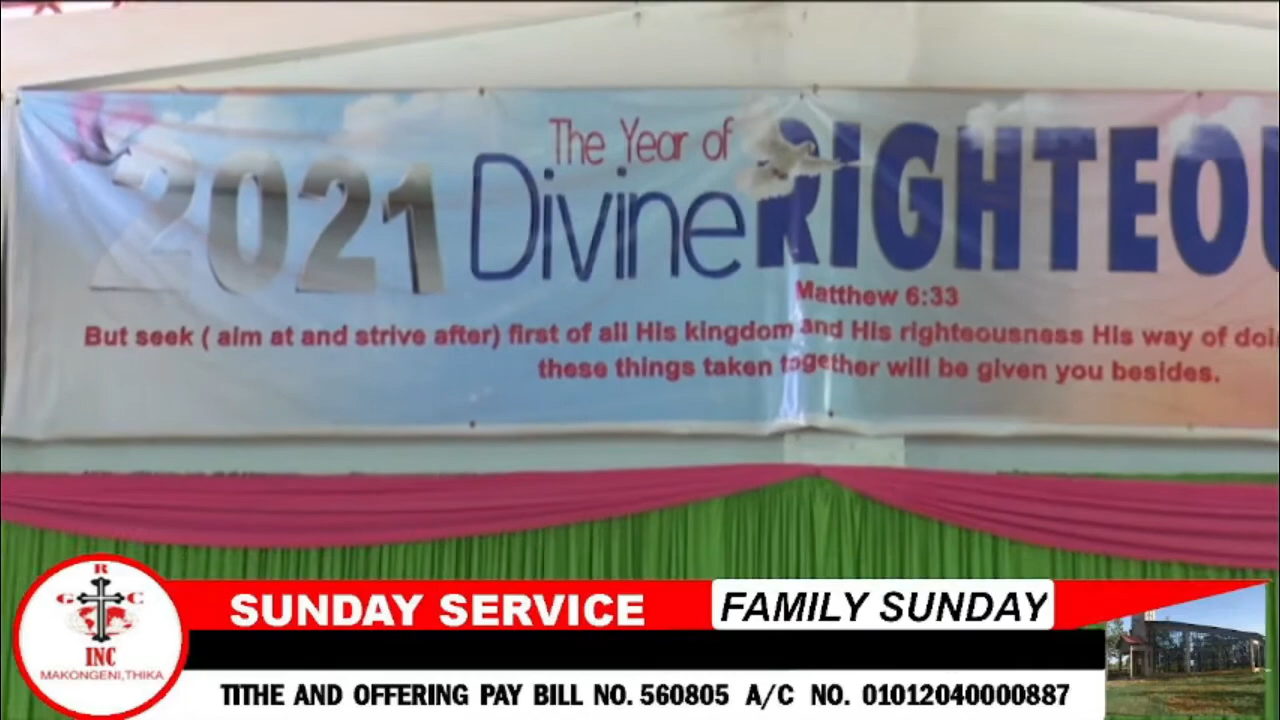 2021
The Year of
Divine RIGHTEOU
Matthew 6:33
But seek ( aim at and strive after) first of all His kingdom and His righteousness His way of doi
these things taken together will be given you besides.
R
G C
INC
MAKONGENI,THIKA
SUNDAY SERVICE
FAMILY SUNDAY
TITHE AND OFFERING PAY BILL NO. 560805 A/C NO. 01012040000887